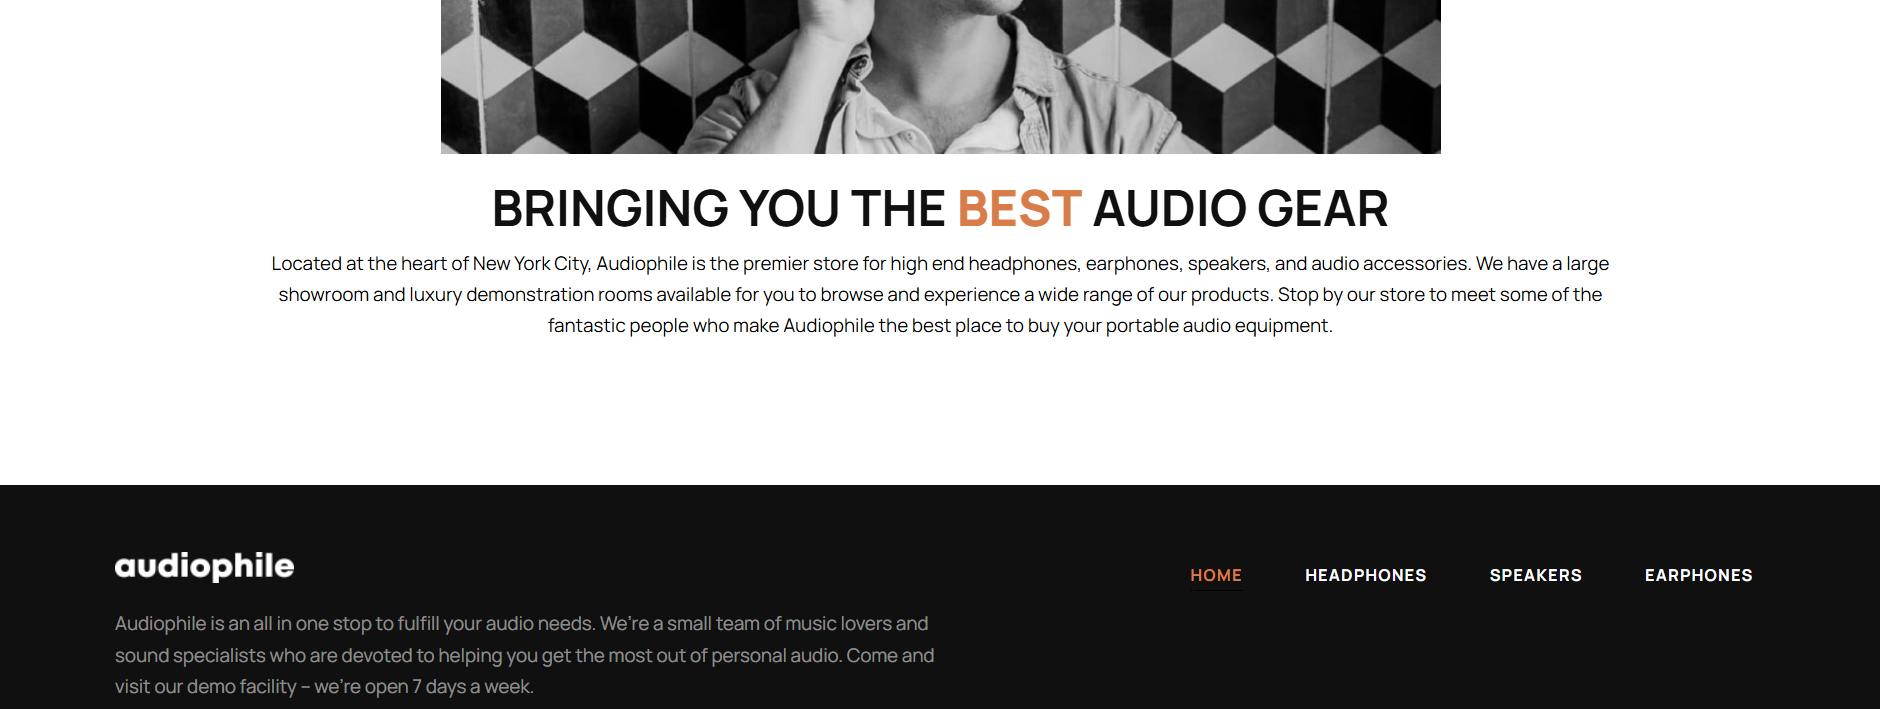 BRINGING YOU THE BEST AUDIO GEAR
Located at the heart of New York City, Audiophile is the premier store for high end headphones, earphones, speakers, and audio accessories. We have a large
showroom and luxury demonstration rooms available for you to browse and experience a wide range of our products. Stop by our store to meet some of the
fantastic people who make Audiophile the best place to buy your portable audio equipment.
audiophile
HOME HEADPHONES SPEAKERS EARPHONES
Audiophile is an all in one stop to fulfill your audio needs. We’re a small team of music lovers and
sound specialists who are devoted to helping you get the most out of personal audio. Come and
visit our demo facility – we’re open 7 days a week.